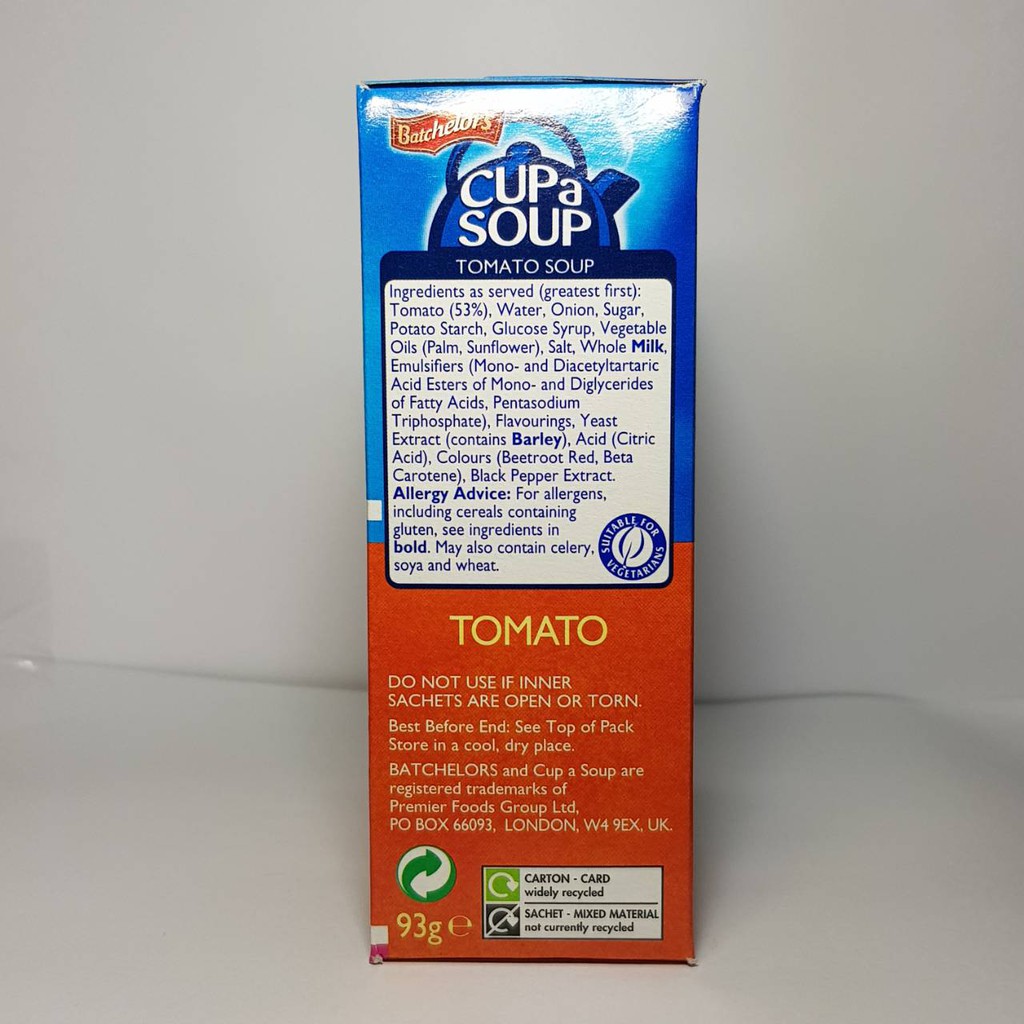 Batchelors
CUPa
SOUP
TOMATO SOUP
Ingredients as served (greatest first):
Tomato (53%), Water, Onion, Sugar,
Potato Starch, Glucose Syrup, Vegetable
Oils (Palm, Sunflower), Salt, Whole Milk,
Emulsifiers (Mono- and Diacetyltartaric
Acid Esters of Mono- and Diglycerides
of Fatty Acids, Pentasodium
Triphosphate), Flavourings, Yeast
Extract (contains Barley), Acid (Citric
Acid), Colours (Beetroot Red, Beta
Carotene), Black Pepper Extract.
Allergy Advice: For allergens,
including cereals containing
gluten, see ingredients in
bold. May also contain celery,
soya and wheat.
SUITABLE FOR
VEGETARIANS
TOMATO
DO NOT USE IF INNER
SACHETS ARE OPEN OR TORN.
Best Before End: See Top of Pack
Store in a cool, dry place.
BATCHELORS and Cup a Soup are
registered trademarks of
Premier Foods Group Ltd,
PO BOX 66093, LONDON, W4 9EX, UK.
93g e
CARTON - CARD
widely recycled
SACHET - MIXED MATERIAL
not currently recycled